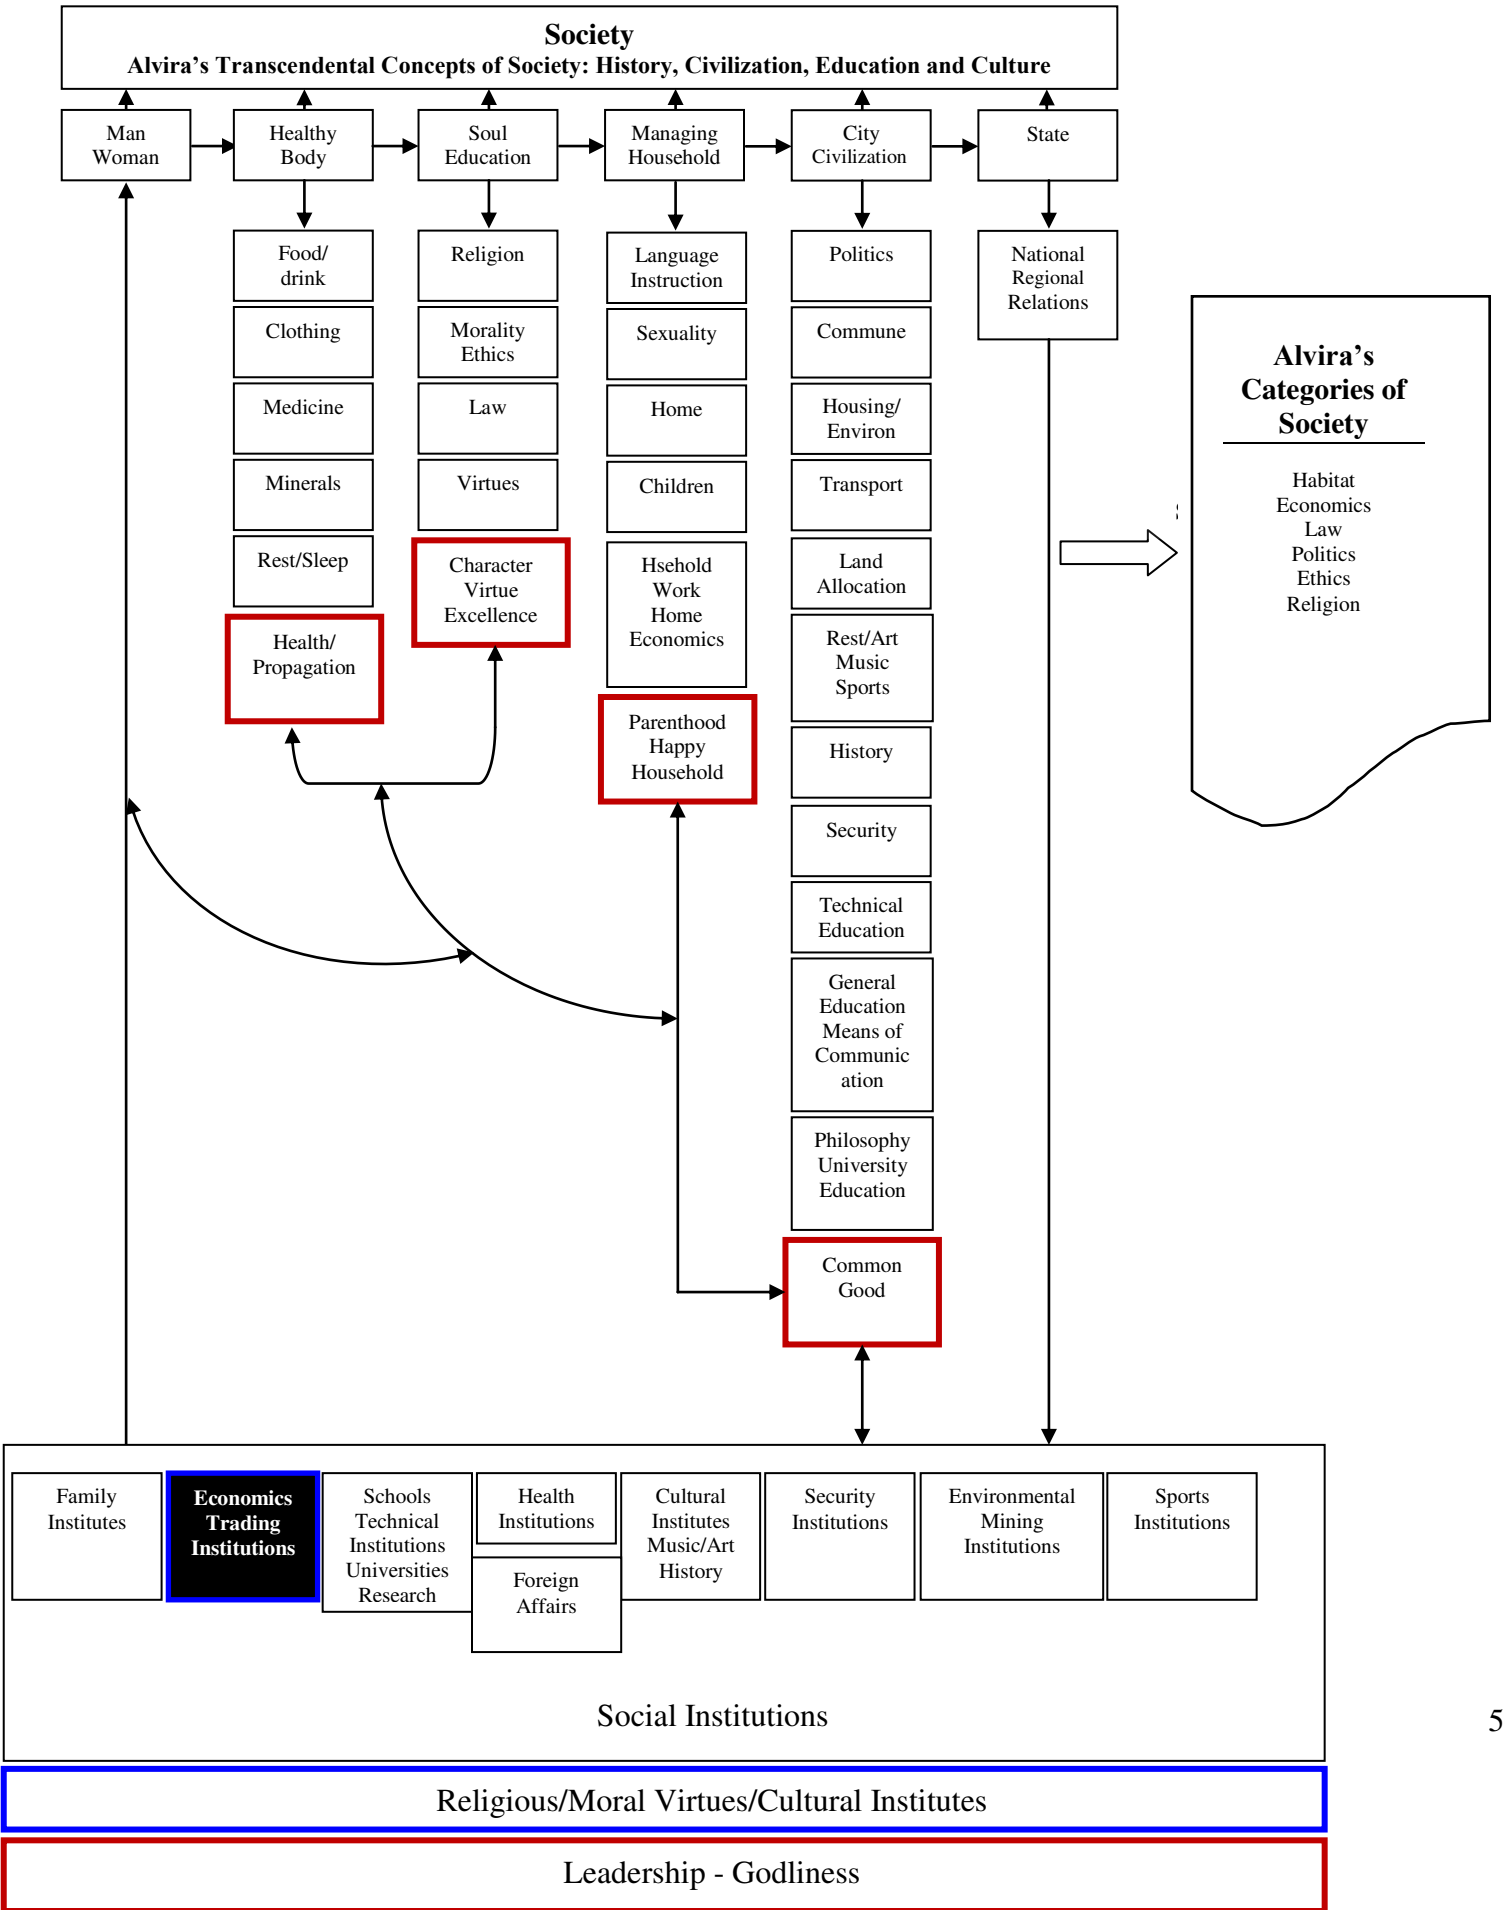 Society
Alvira’s Transcendental Concepts of Society: History, Civilization, Education and Culture
Man
Woman
Healthy
Body
Soul
Education
Managing
Household
City
Civilization
State
Food/
drink
Clothing
Medicine
Minerals
Rest/Sleep
Health/
Propagation
Religion
Morality
Ethics
Law
Virtues
Character
Virtue
Excellence
Language
Instruction
Sexuality
Home
Children
Hsehold
Work
Home
Economics
Parenthood
Happy
Household
Politics
Commune
Housing/
Environ
Transport
Land
Allocation
Rest/Art
Music
Sports
History
Security
Technical
Education
General
Education
Means of
Communic
ation
Philosophy
University
Education
Common
Good
National
Regional
Relations
Alvira’s
Categories of
Society
Habitat
Economics
Law
Politics
Ethics
Religion
Family
Institutes
Economics
Trading
Institutions
Schools
Technical
Institutions
Universities
Research
Health
Institutions
Foreign
Affairs
Cultural
Institutes
Music/Art
History
Security
Institutions
Environmental
Mining
Institutions
Sports
Institutions
Social Institutions
5
Religious/Moral Virtues/Cultural Institutes
Leadership - Godliness